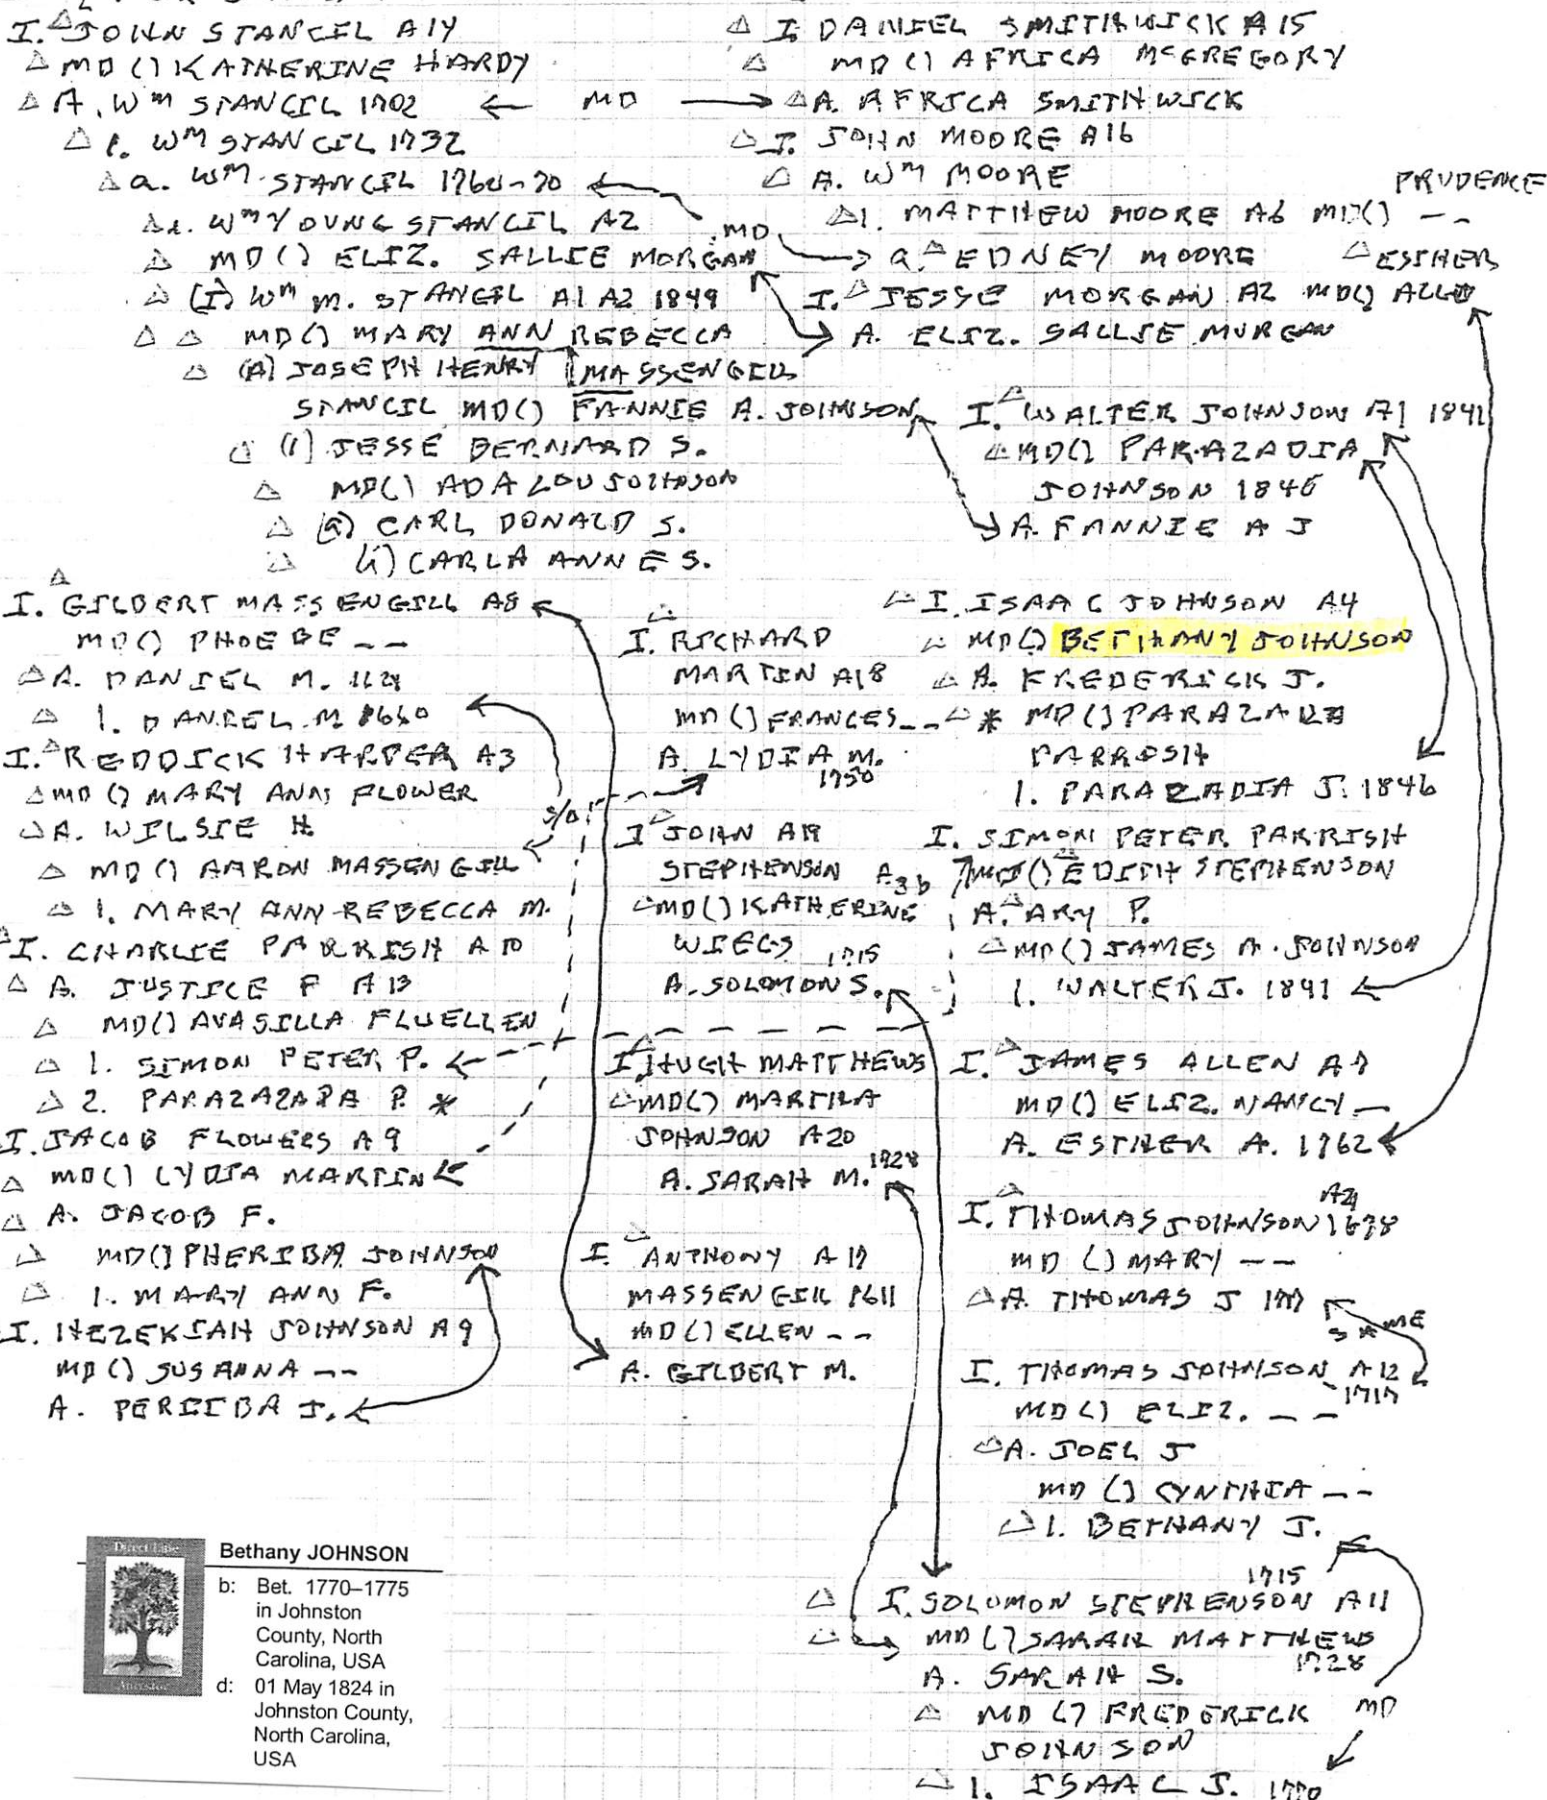 I. JOHN STANCIL A14
MD () KATHERINE HARDY
A. Wm STANCIL 1702 ← MD →
1. Wm STANCIL 1732
a. Wm STANCIL 1760-70
i. Wm YOUNG STANCIL A2
MD () ELIZ. SALLIE MORGAN
(I) Wm M. STANCIL A1 A2 1849
MD () MARY ANN REBECCA
MASSENGILL
(A) JOSEPH HENRY
STANCIL MD() FANNIE A. JOHNSON
(1) JESSE BERNARD S.
MD() ADA LOU JOHNSON
(a) CARL DONALD S.
(i) CARLA ANNE S.
I. DANIEL SMITHWICK A15
MD () AFRICA McGREGORY
A. AFRICA SMITHWICK
I. JOHN MOORE A16
A. Wm MOORE
PRUDENCE
1. MATTHEW MOORE A6 MD() --
MD
a. EDNEY MOORE
ESTHER
I. JESSE MORGAN A2 MD() ALLEN
A. ELIZ. SALLIE MORGAN
I. WALTER JOHNSON A1 1841
MD() PARAZADIA
JOHNSON 1846
A. FANNIE A J
I. GILBERT MASSENGILL A8
MD() PHOEBE --
A. DANIEL M.
1. DANIEL M
I. REDDICK HARPER A3
MD () MARY ANN FLOWER
A. WILSIE H.
MD () AARON MASSENGILL
S/O
1. MARY ANN REBECCA M.
I. CHARLIE PARRISH A10
A. JUSTICE P A13
MD() AVASILLA FLUELLEN
1. SIMON PETER P.
2. PARAZAZAPA P. *
I. JACOB FLOWERS A9
MD() LYDIA MARTIN
A. JACOB F.
MD() PHERIBA JOHNSON
1. MARY ANN F.
I. HEZEKIAH JOHNSON A9
MD () SUSANNA --
A. PERIIBA J.
I. RICHARD
MARTIN A18
MD () FRANCES --
A. LYDIA M.
1750
I JOHN A19
STEPHENSON A3b
MD() KATHERINE
WIEGS
1715
A. SOLOMON S.
I. HUGH MATTHEWS
MD() MARTHA
JOHNSON A20
1728
A. SARAH M.
I. ANTHONY A17
MASSENGILL 1611
MD () ELLEN --
A. GILBERT M.
I. ISAAC JOHNSON A4
MD() BETHANY JOHNSON
A. FREDERICK J.
* MD()
PARRISH
1. PARAZADIA J. 1846
I. SIMON PETER PARRISH
MD() EDITH STEPHENSON
A. ARY P.
MD() JAMES A. JOHNSON
1. WALTER J. 1841
I. JAMES ALLEN A7
MD() ELIZ. NANCY --
A. ESTHER A. 1762
A21
I. THOMAS JOHNSON 1678
MD () MARY --
A. THOMAS J 1717
SAME
I. THOMAS JOHNSON A12
1717
MD() ELIZ. --
A. JOEL J
MD () CYNTHIA --
1. BETHANY J.
1715
I. SOLOMON STEPHENSON A11
MD () SARAH MATTHEWS
1728
A. SARAH S.
MD () FREDERICK
JOHNSON
MD
1. ISAAC J. 1770
Direct Line
Ancestor
Bethany JOHNSON
b: Bet. 1770–1775
in Johnston
County, North
Carolina, USA
d: 01 May 1824 in
Johnston County,
North Carolina,
USA